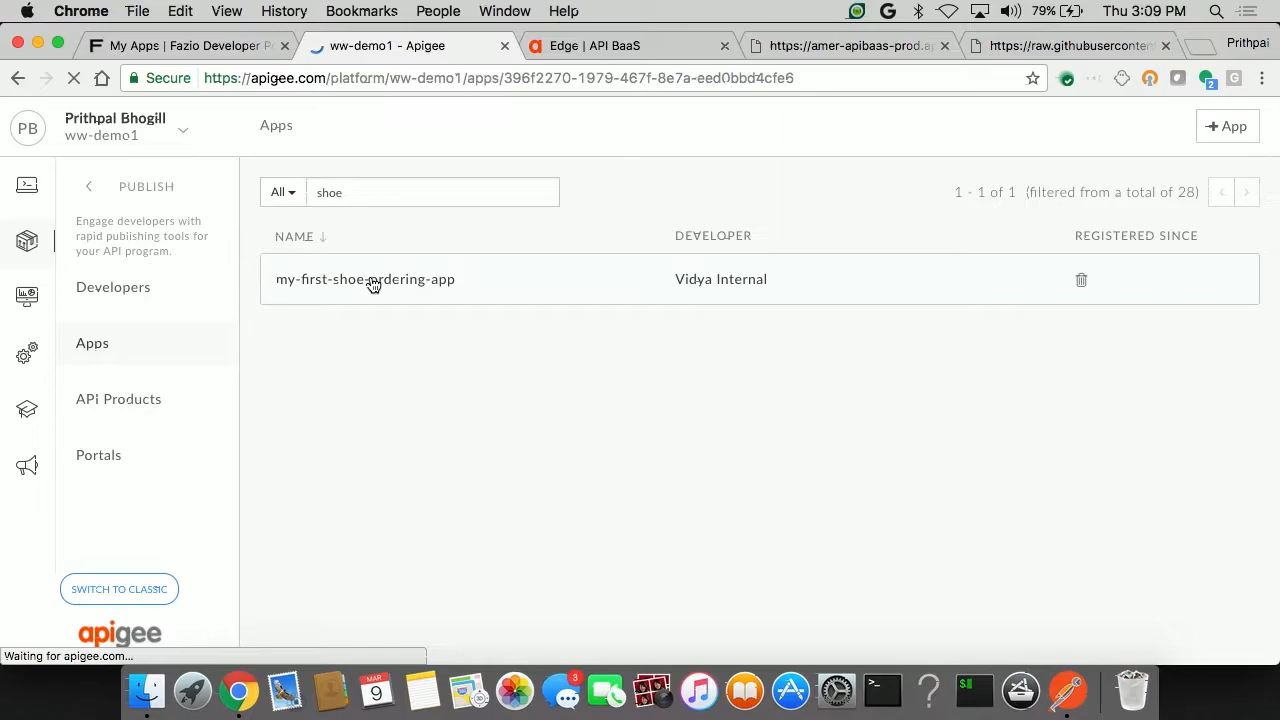 Chrome File Edit View History Bookmarks People Window Help 79% Thu 3:09 PM
My Apps | Fazio Developer Po ww-demo1 - Apigee Edge | API BaaS https://amer-apibaas-prod.a https://raw.githubuserconten Prithpal
Secure https://apigee.com/platform/ww-demo1/apps/396f2270-1979-467f-8e7a-eed0bbd4cfe6 2
PB Prithpal Bhogill
ww-demo1
Apps
+ App
PUBLISH
Engage developers with
rapid publishing tools for
your API program.
Developers
Apps
API Products
Portals
SWITCH TO CLASSIC
apigee
All shoe 1 - 1 of 1 (filtered from a total of 28)
NAME DEVELOPER REGISTERED SINCE
my-first-shoe-ordering-app Vidya Internal
Waiting for apigee.com...
MAR
9
3